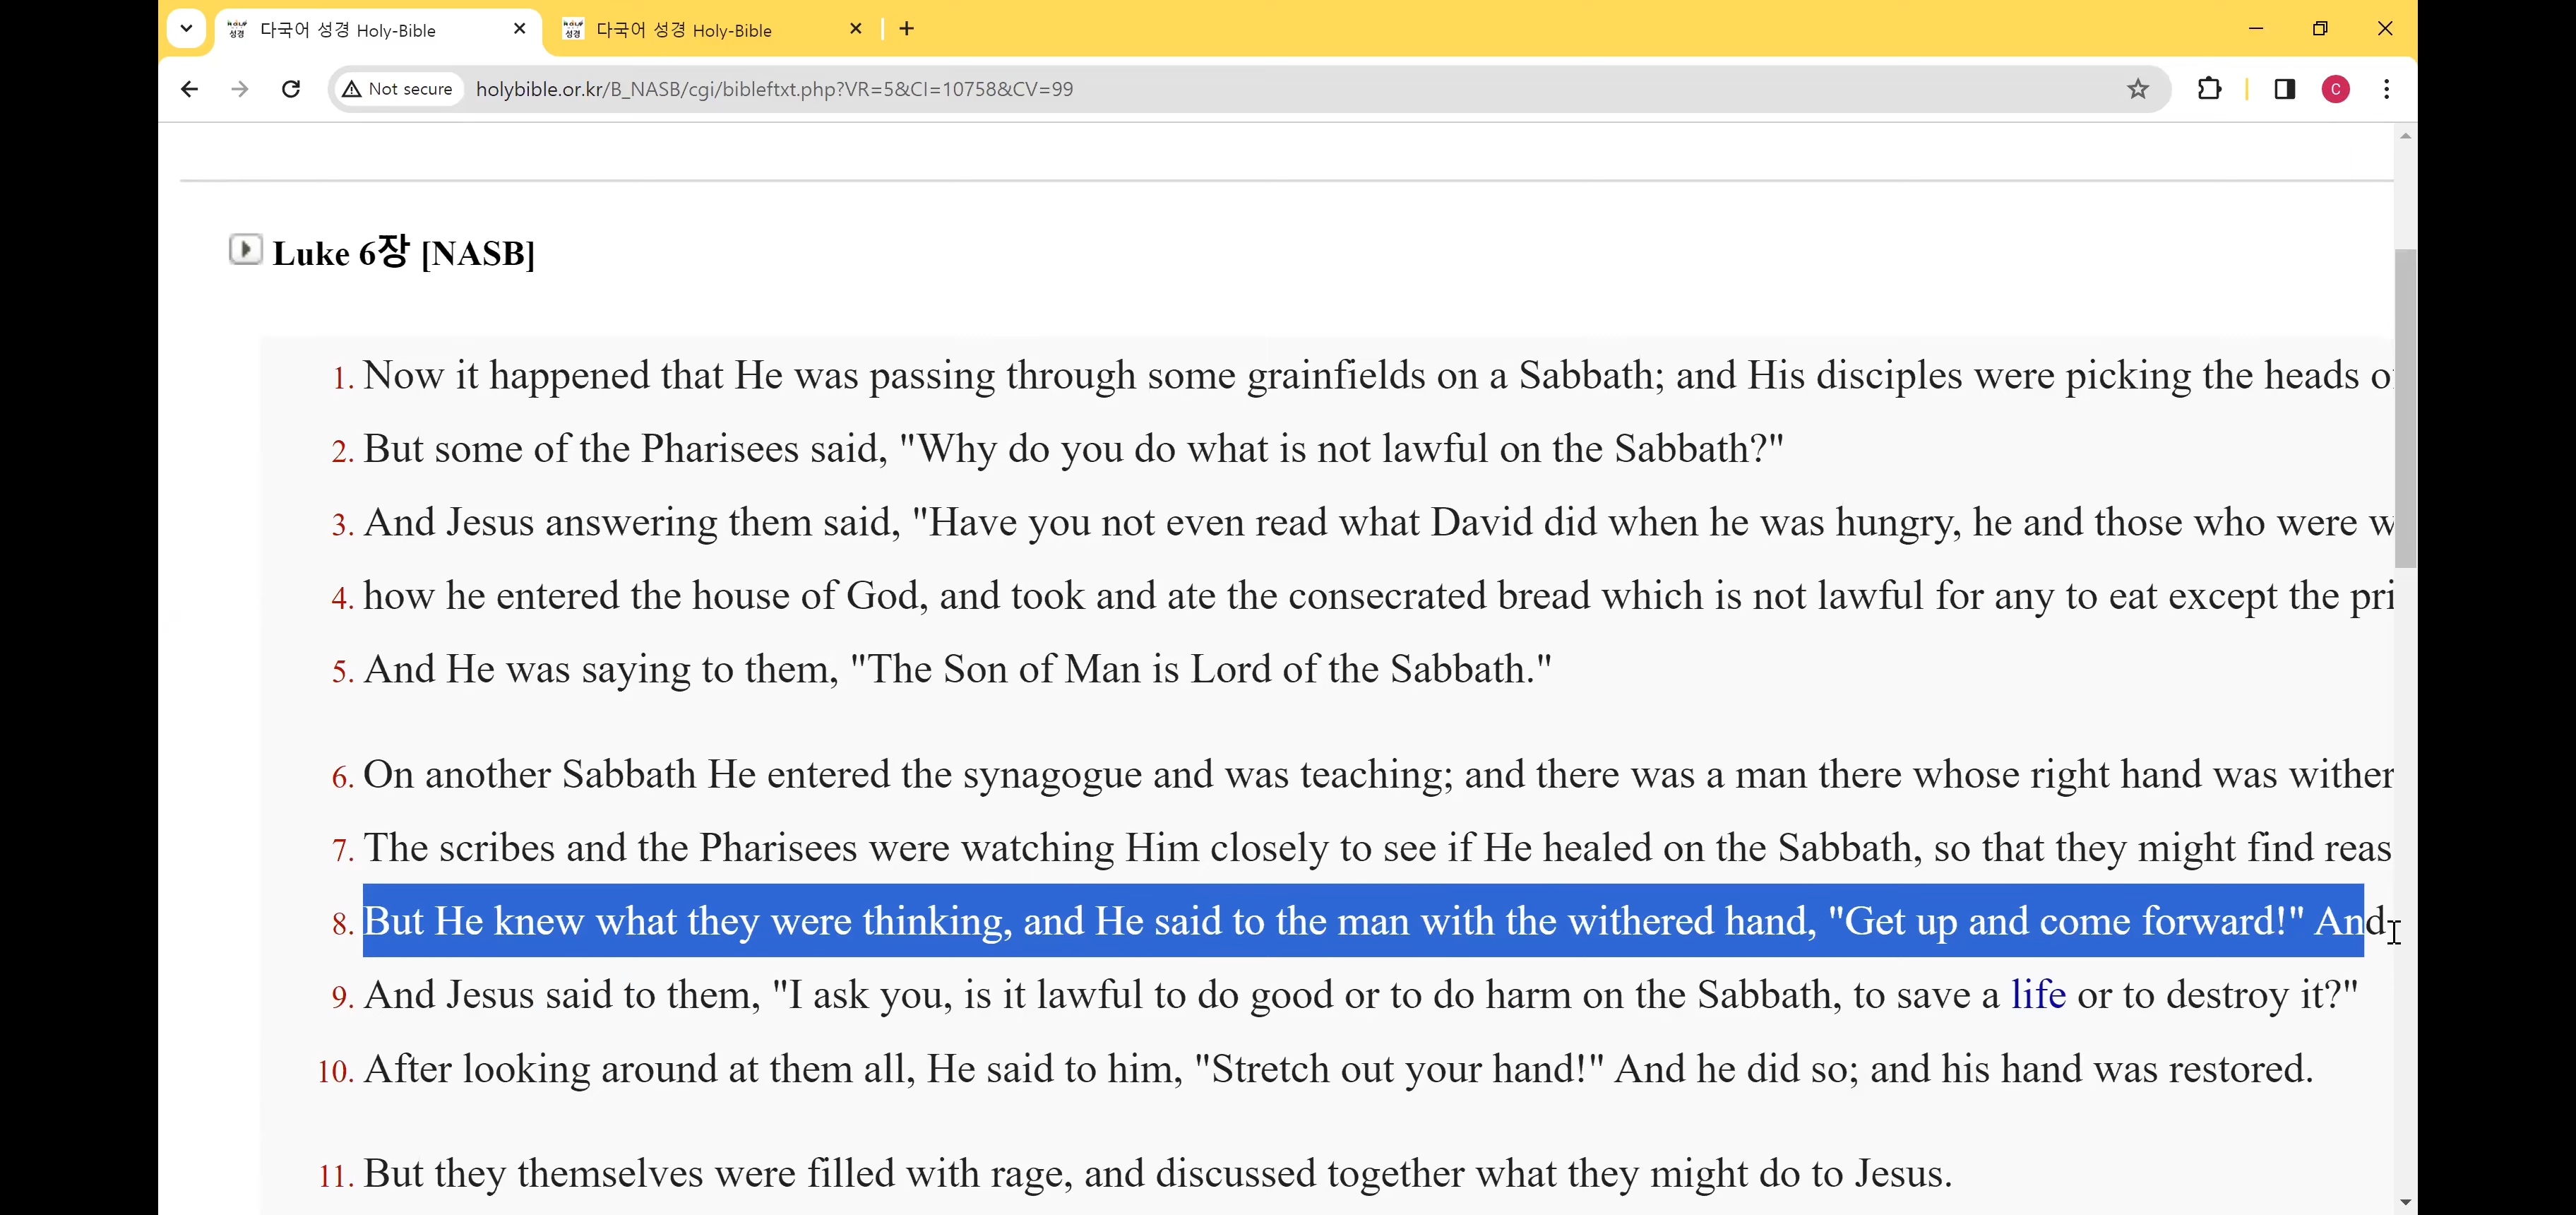 다국어 성경 Holy-Bible
다국어 성경 Holy-Bible
Not secure
holybible.or.kr/B_NASB/cgi/bibleftxt.php?VR=5&CI=10758&CV=99
C
Luke 6장 [NASB]
1. Now it happened that He was passing through some grainfields on a Sabbath; and His disciples were picking the heads
2. But some of the Pharisees said, "Why do you do what is not lawful on the Sabbath?"
3. And Jesus answering them said, "Have you not even read what David did when he was hungry, he and those who were
4. how he entered the house of God, and took and ate the consecrated bread which is not lawful for any to eat except the pri
5. And He was saying to them, "The Son of Man is Lord of the Sabbath."
6. On another Sabbath He entered the synagogue and was teaching; and there was a man there whose right hand was wither
7. The scribes and the Pharisees were watching Him closely to see if He healed on the Sabbath, so that they might find reas
8. But He knew what they were thinking, and He said to the man with the withered hand, "Get up and come forward!" And
9. And Jesus said to them, "I ask you, is it lawful to do good or to do harm on the Sabbath, to save a life or to destroy it?"
10. After looking around at them all, He said to him, "Stretch out your hand!" And he did so; and his hand was restored.
11. But they themselves were filled with rage, and discussed together what they might do to Jesus.